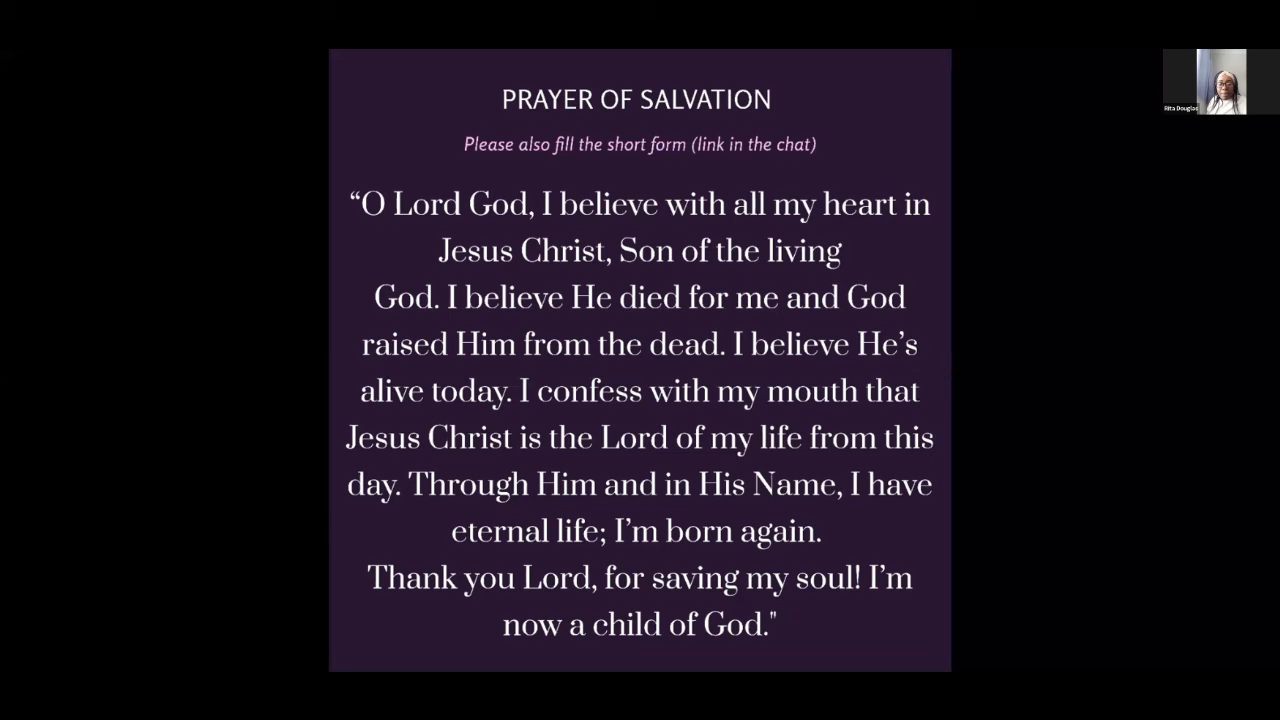 PRAYER OF SALVATION
Please also fill the short form (link in the chat)
“O Lord God, I believe with all my heart in
Jesus Christ, Son of the living
God. I believe He died for me and God
raised Him from the dead. I believe He’s
alive today. I confess with my mouth that
Jesus Christ is the Lord of my life from this
day. Through Him and in His Name, I have
eternal life; I’m born again.
Thank you Lord, for saving my soul! I’m
now a child of God."
Rita Douglas